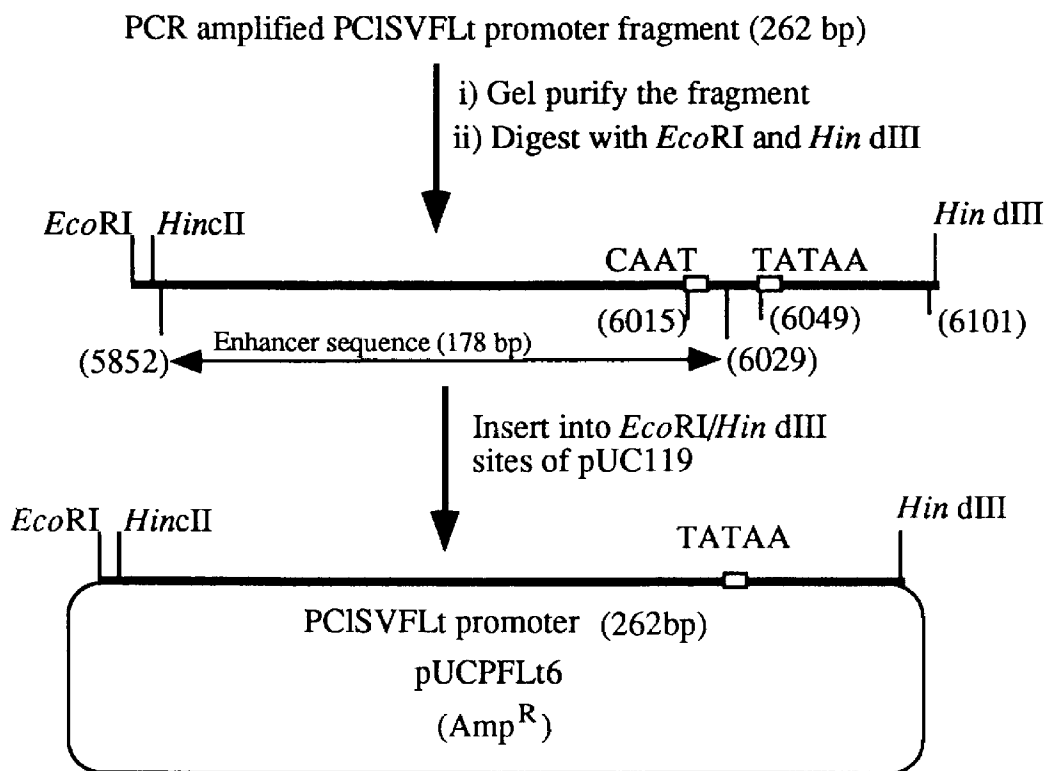 PCR amplified PClSVFLt promoter fragment (262 bp)
i) Gel purify the fragment
ii) Digest with EcoRI and Hin dIII
EcoRI HincII Hin dIII
CAAT TATAA
(6015) (6049) (6101)
(5852) Enhancer sequence (178 bp) (6029)
Insert into EcoRI/Hin dIII
sites of pUC119
EcoRI HincII Hin dIII
TATAA
PClSVFLt promoter (262bp)
pUCPFLt6
(Amp^R)